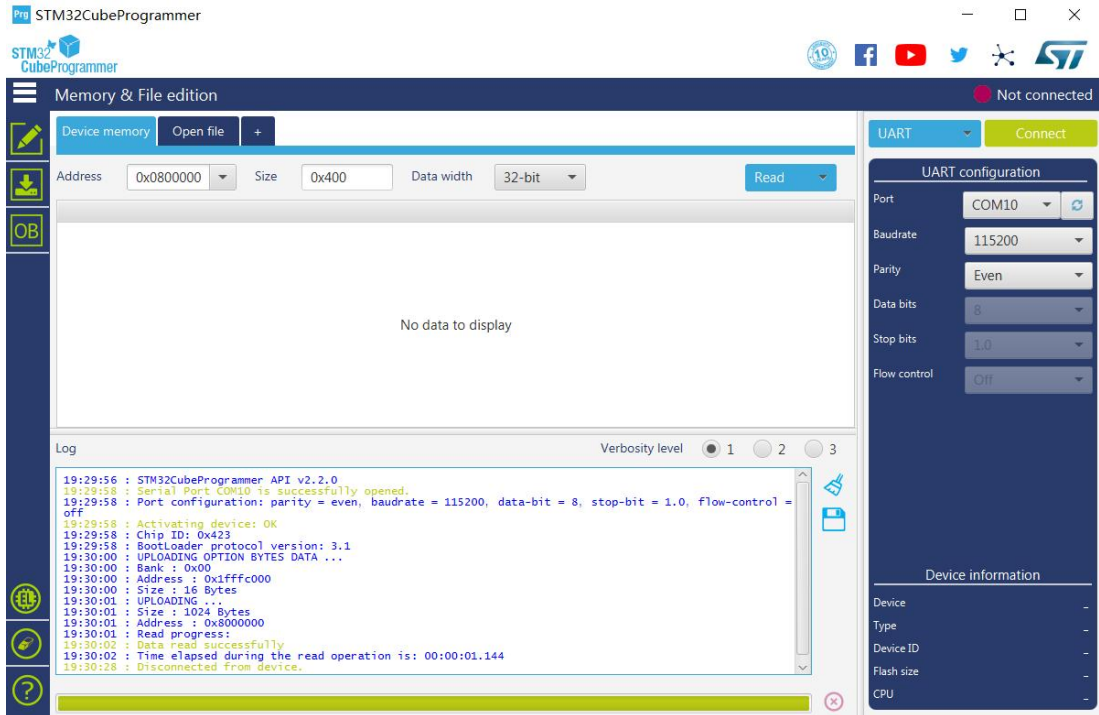 Prg STM32CubeProgrammer
STM32
CubeProgrammer
10
Memory & File edition
Not connected
Device memory
Open file
+
UART
Connect
Address
0x0800000
Size
0x400
Data width
32-bit
Read
UART configuration
Port
COM10
Baudrate
115200
Parity
Even
Data bits
8
Stop bits
1.0
Flow control
Off
OB
No data to display
Log
Verbosity level
1
2
3
19:29:56 : STM32CubeProgrammer API v2.2.0
19:29:58 : Serial Port COM10 is successfully opened.
19:29:58 : Port configuration: parity = even, baudrate = 115200, data-bit = 8, stop-bit = 1.0, flow-control =
off
19:29:58 : Activating device: OK
19:29:58 : Chip ID: 0x423
19:29:58 : BootLoader protocol version: 3.1
19:30:00 : UPLOADING OPTION BYTES DATA ...
19:30:00 : Bank : 0x00
19:30:00 : Address : 0x1fffc000
19:30:00 : Size : 16 Bytes
19:30:01 : UPLOADING ...
19:30:01 : Size : 1024 Bytes
19:30:01 : Address : 0x8000000
19:30:01 : Read progress:
19:30:02 : Data read successfully
19:30:02 : Time elapsed during the read operation is: 00:00:01.144
19:30:28 : Disconnected from device.
EL
?
Device information
Device
-
Type
-
Device ID
-
Flash size
-
CPU
-